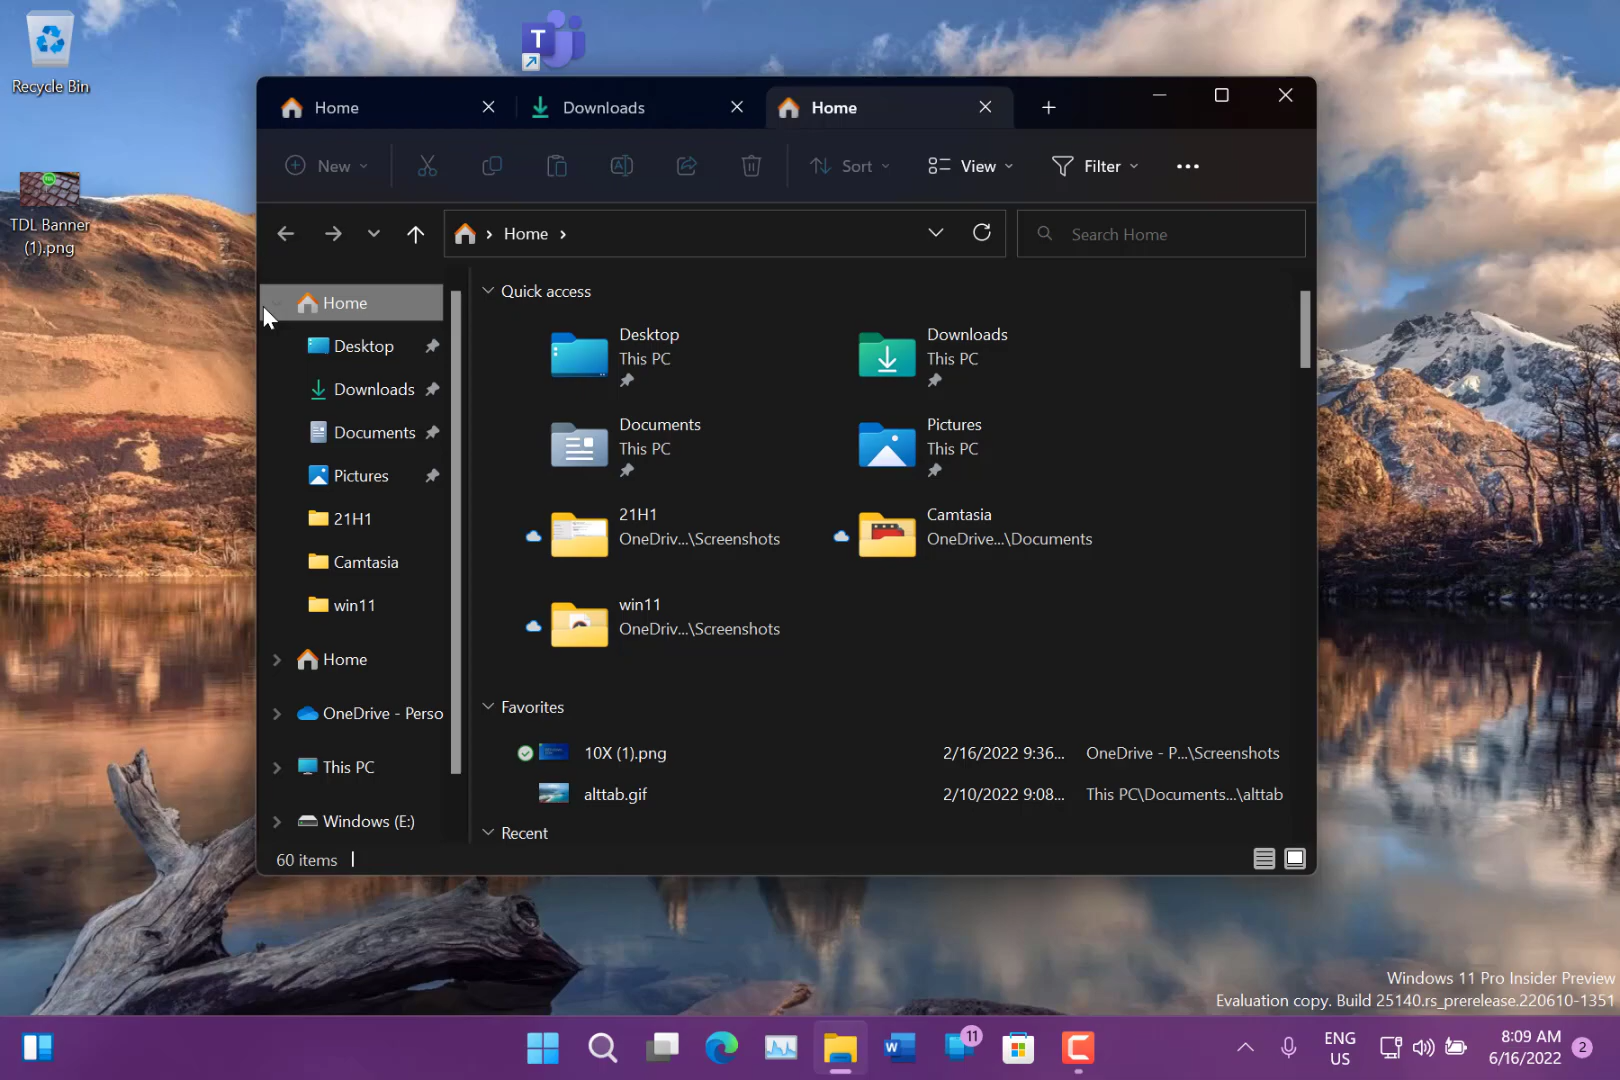 Recycle Bin
T
TDL Banner
(1).png
Home
Downloads
Home
New
Sort
View
Filter
Home
Search Home
Home
Desktop
Downloads
Documents
Pictures
21H1
Camtasia
win11
Home
OneDrive - Perso
This PC
Windows (E:)
Quick access
Desktop
This PC
Downloads
This PC
Documents
This PC
Pictures
This PC
21H1
OneDriv...\Screenshots
Camtasia
OneDrive...\Documents
win11
OneDriv...\Screenshots
Favorites
10X (1).png 2/16/2022 9:36... OneDrive - P...\Screenshots
alttab.gif 2/10/2022 9:08... This PC\Documents...\alttab
Recent
60 items
Windows 11 Pro Insider Preview
Evaluation copy. Build 25140.rs_prerelease.220610-1351
W
11
C
ENG
US
8:09 AM
6/16/2022
2